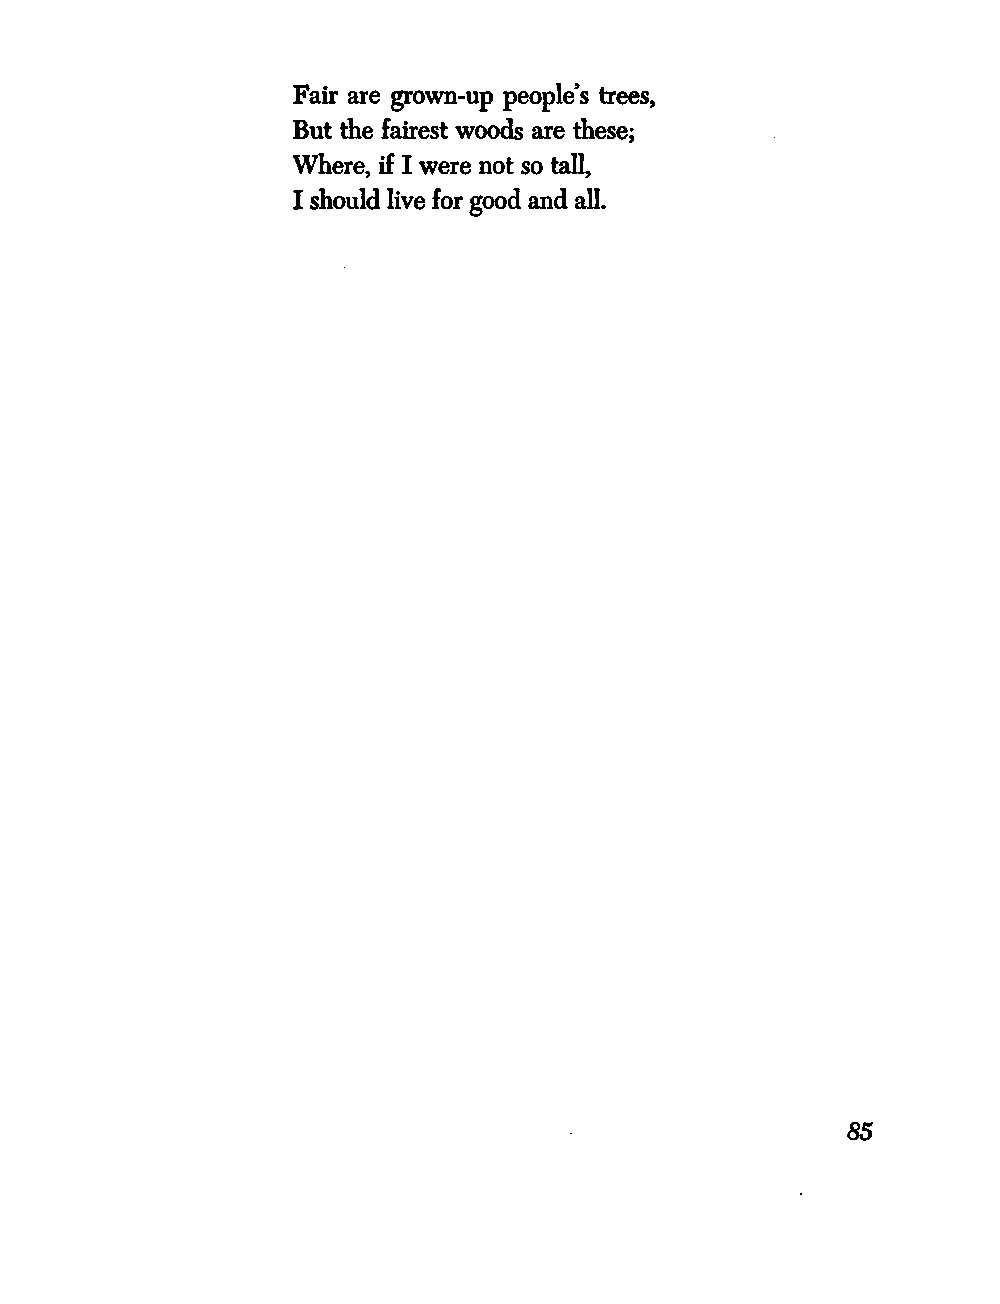 Fair are grown-up people's trees,
But the fairest woods are these;
Where, if I were not so tall,
I should live for good and all.
85